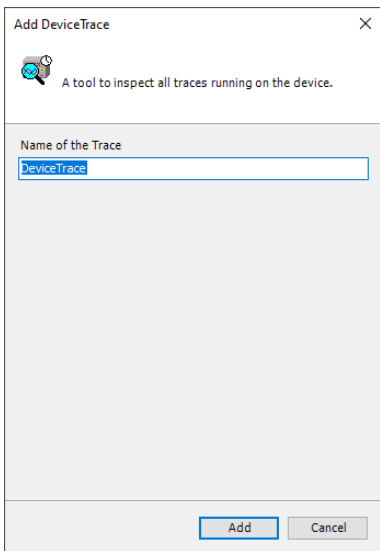 Add DeviceTrace
A tool to inspect all traces running on the device.
Name of the Trace
DeviceTrace
Add
Cancel